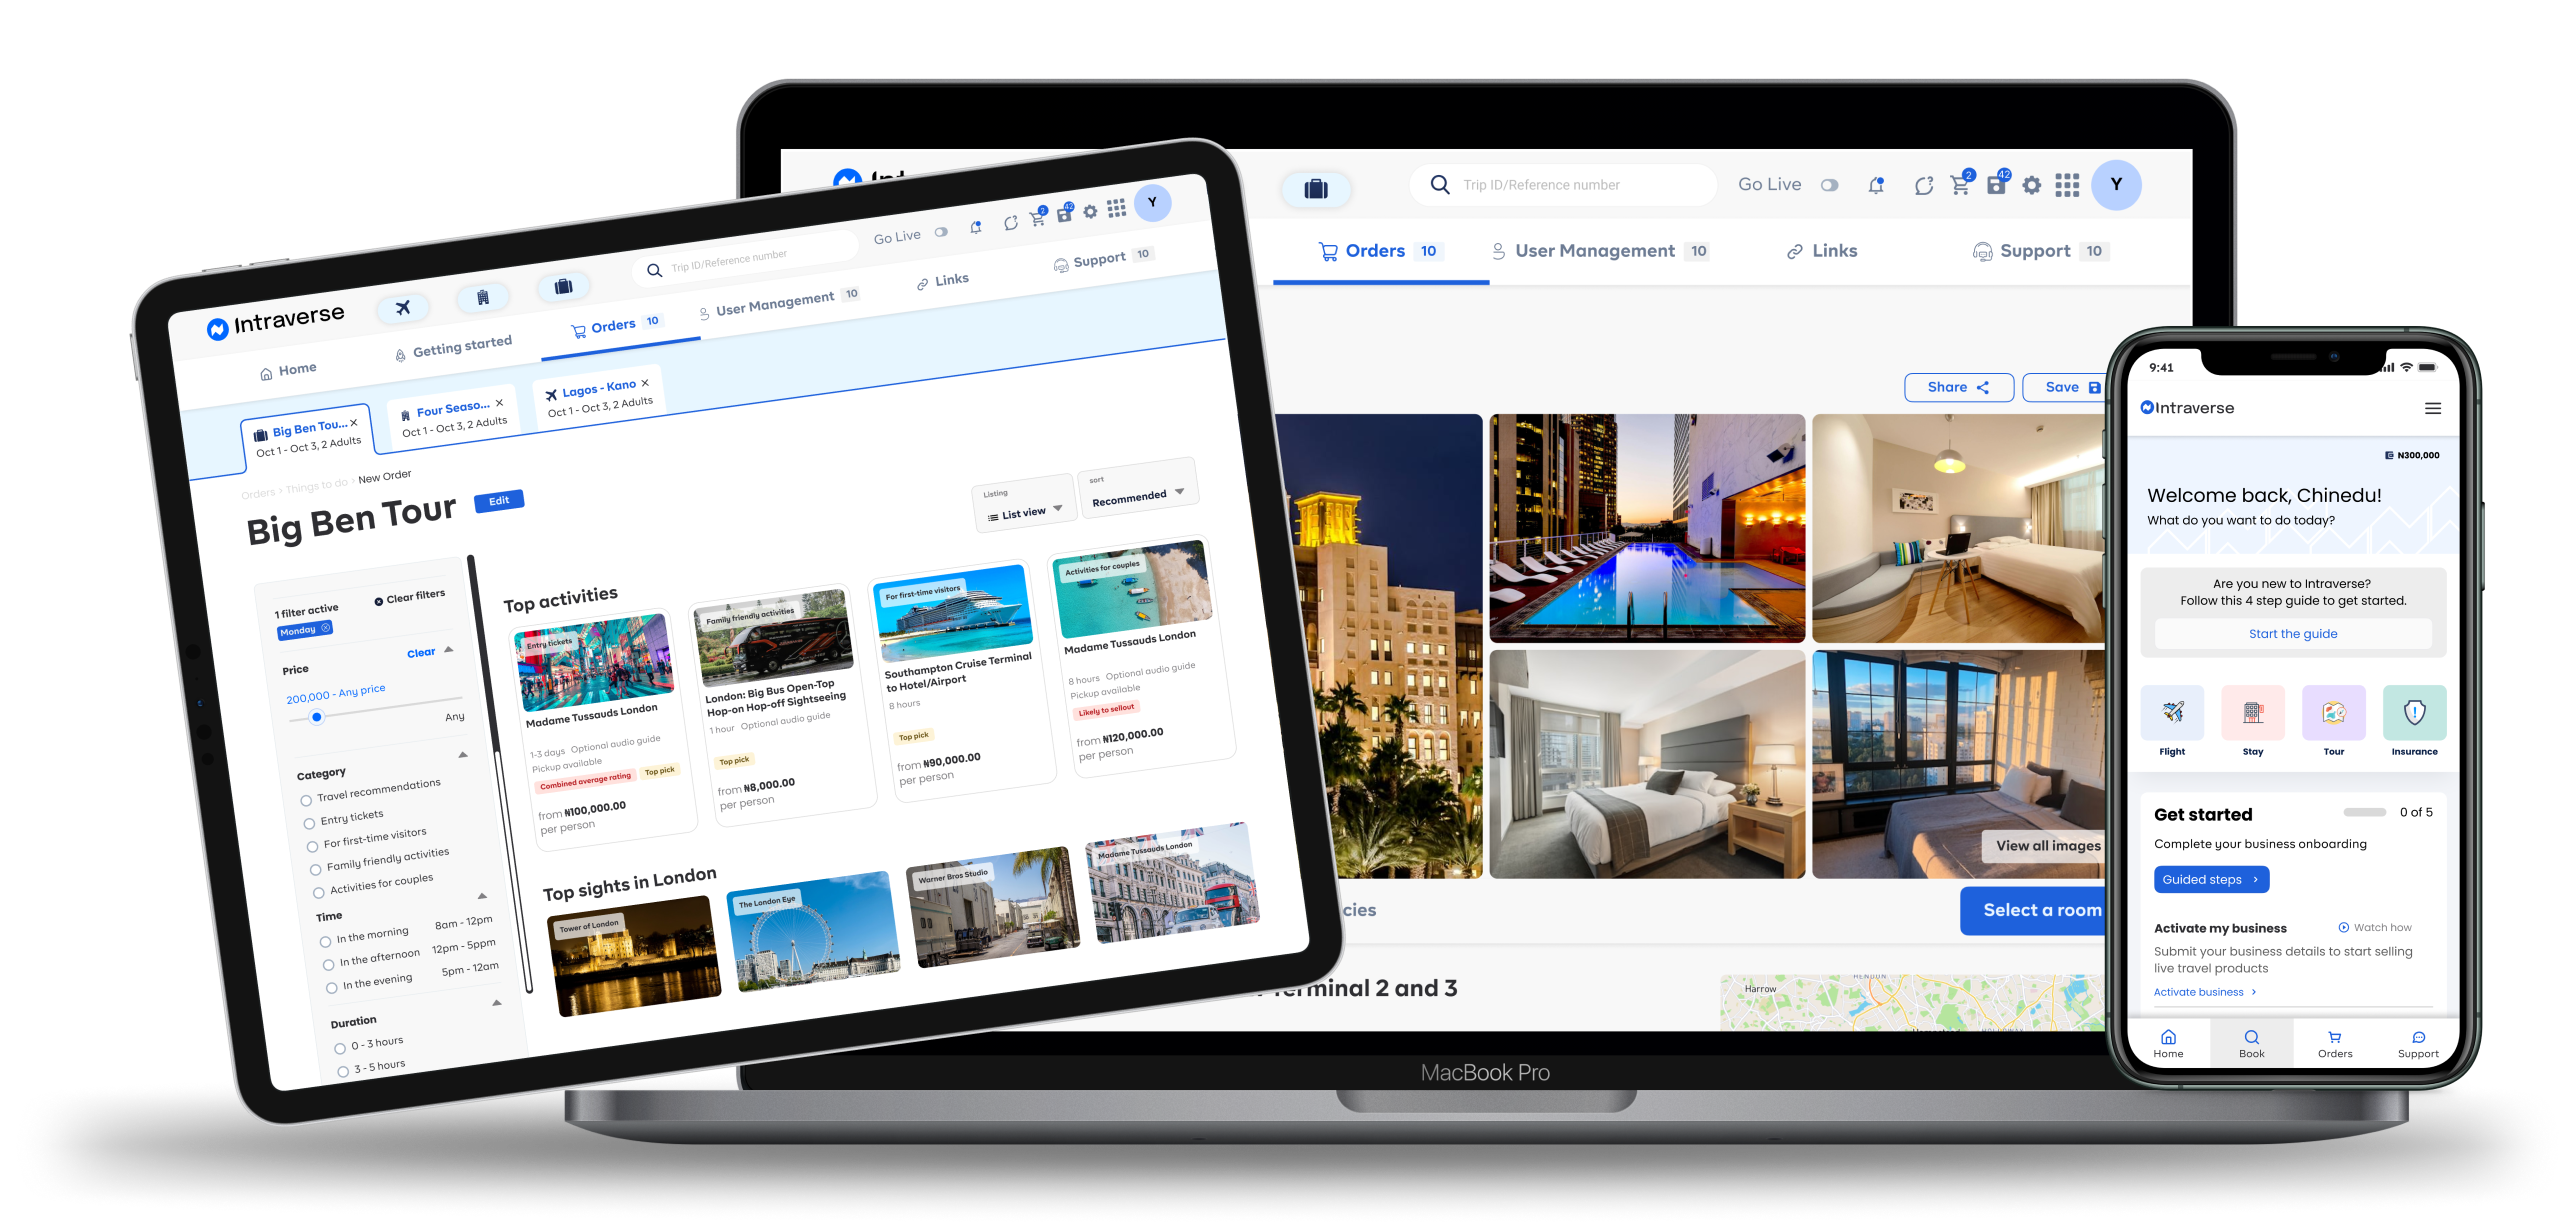 Intraverse
Trip ID/Reference number
Go Live
2
42
Y
Home
Getting started
Orders 10
User Management 10
Links
Support 10
Big Ben Tou...
Oct 1 - Oct 3, 2 Adults
Four Seaso...
Oct 1 - Oct 3, 2 Adults
Lagos - Kano
Oct 1 - Oct 3, 2 Adults
Orders > Things to do > New Order
Big Ben Tour
Edit
Listing
List view
sort
Recommended
1 filter active
Clear filters
Monday
Price
Clear
200,000 - Any price
Any
Category
Travel recommendations
Entry tickets
For first-time visitors
Family friendly activities
Activities for couples
Time
In the morning 8am - 12pm
In the afternoon 12pm - 5ppm
In the evening 5pm - 12am
Duration
0 - 3 hours
3 - 5 hours
Top activities
Entry tickets
Madame Tussauds London
1-3 days Optional audio guide
Pickup available
Combined average rating
Top pick
from ₦100,000.00
per person
Family friendly activities
London: Big Bus Open-Top
Hop-on Hop-off Sightseeing
1 hour Optional audio guide
Top pick
from ₦8,000.00
per person
For first-time visitors
Southampton Cruise Terminal
to Hotel/Airport
8 hours
Top pick
from ₦90,000.00
per person
Activities for couples
Madame Tussauds London
8 hours Optional audio guide
Pickup available
Likely to sellout
from ₦120,000.00
per person
Top sights in London
Tower of London
The London Eye
Warner Bros Studio
Madame Tussauds London
Trip ID/Reference number
Go Live
2
42
Y
Orders 10
User Management 10
Links
Support 10
Share
Save
View all images
cies
Select a room
Terminal 2 and 3
Harrow
HENDON
MacBook Pro
9:41
Intraverse
N300,000
Welcome back, Chinedu!
What do you want to do today?
Are you new to Intraverse?
Follow this 4 step guide to get started.
Start the guide
Flight
Stay
Tour
Insurance
Get started
0 of 5
Complete your business onboarding
Guided steps >
Activate my business
Watch how
Submit your business details to start selling
live travel products
Activate business >
Home
Book
Orders
Support